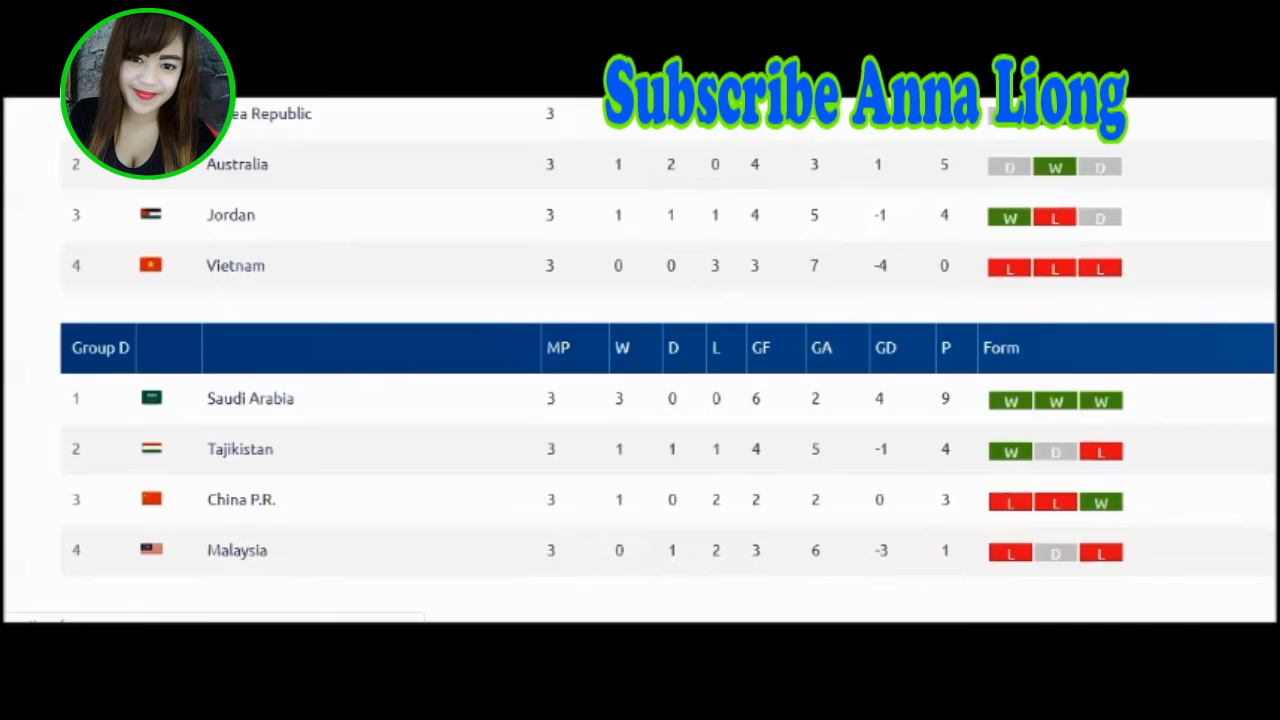 Subscribe Anna Liong
ea Republic 3
2 Australia 3 1 2 0 4 3 1 5 D W D
3 Jordan 3 1 1 1 4 5 -1 4 W L D
4 Vietnam 3 0 0 3 3 7 -4 0 L L L
Group D MP W D L GF GA GD P Form
1 Saudi Arabia 3 3 0 0 6 2 4 9 W W W
2 Tajikistan 3 1 1 1 4 5 -1 4 W D L
3 China P.R. 3 1 0 2 2 2 0 3 L L W
4 Malaysia 3 0 1 2 3 6 -3 1 L D L